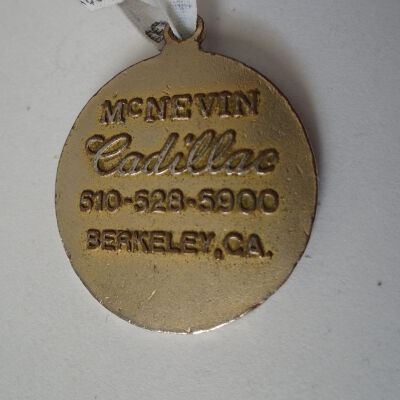 McNEVIN
Cadillac
510-528-5900
BERKELEY, CA.